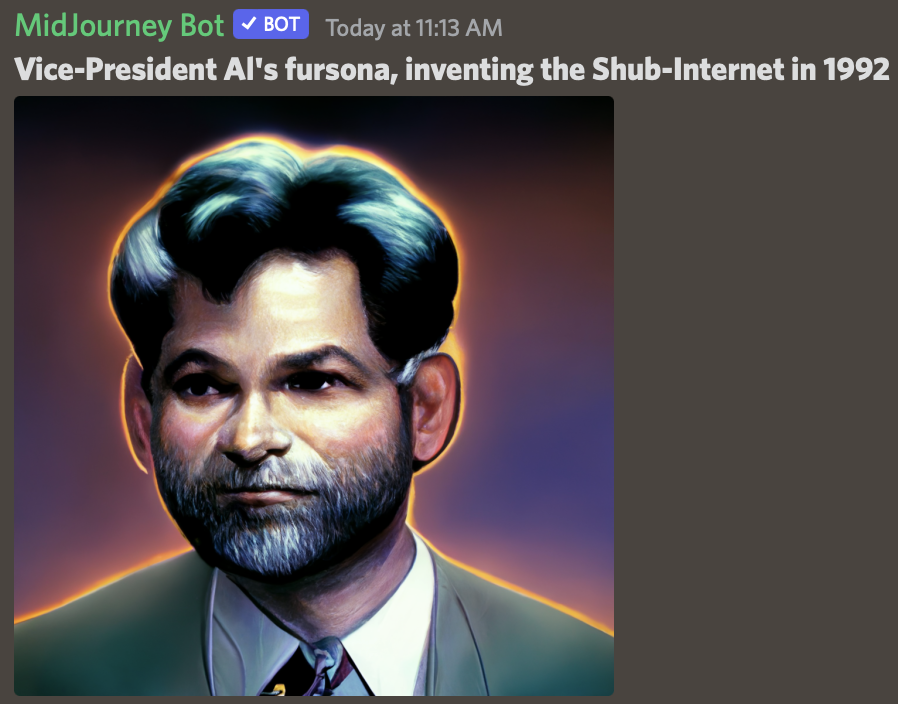 MidJourney Bot ✓ BOT Today at 11:13 AM
Vice-President Al's fursona, inventing the Shub-Internet in 1992